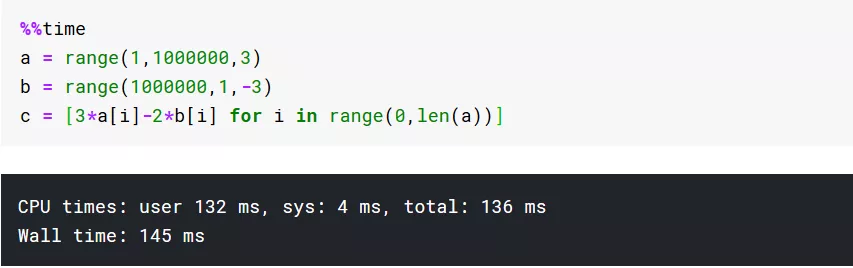 %%time
a = range(1,1000000,3)
b = range(1000000,1,-3)
c = [3*a[i]-2*b[i] for i in range(0,len(a))]
CPU times: user 132 ms, sys: 4 ms, total: 136 ms
Wall time: 145 ms